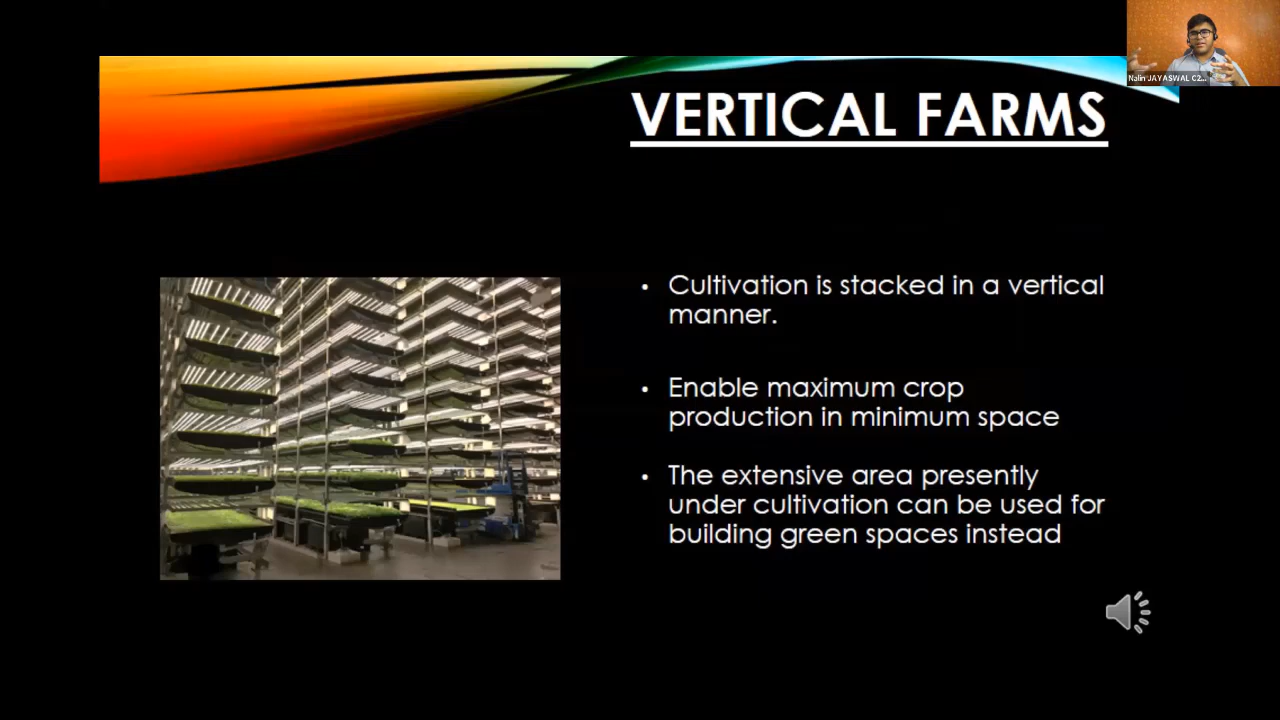 Nalin JAYASWAL C2...
VERTICAL FARMS
• Cultivation is stacked in a vertical
manner.
• Enable maximum crop
production in minimum space
• The extensive area presently
under cultivation can be used for
building green spaces instead